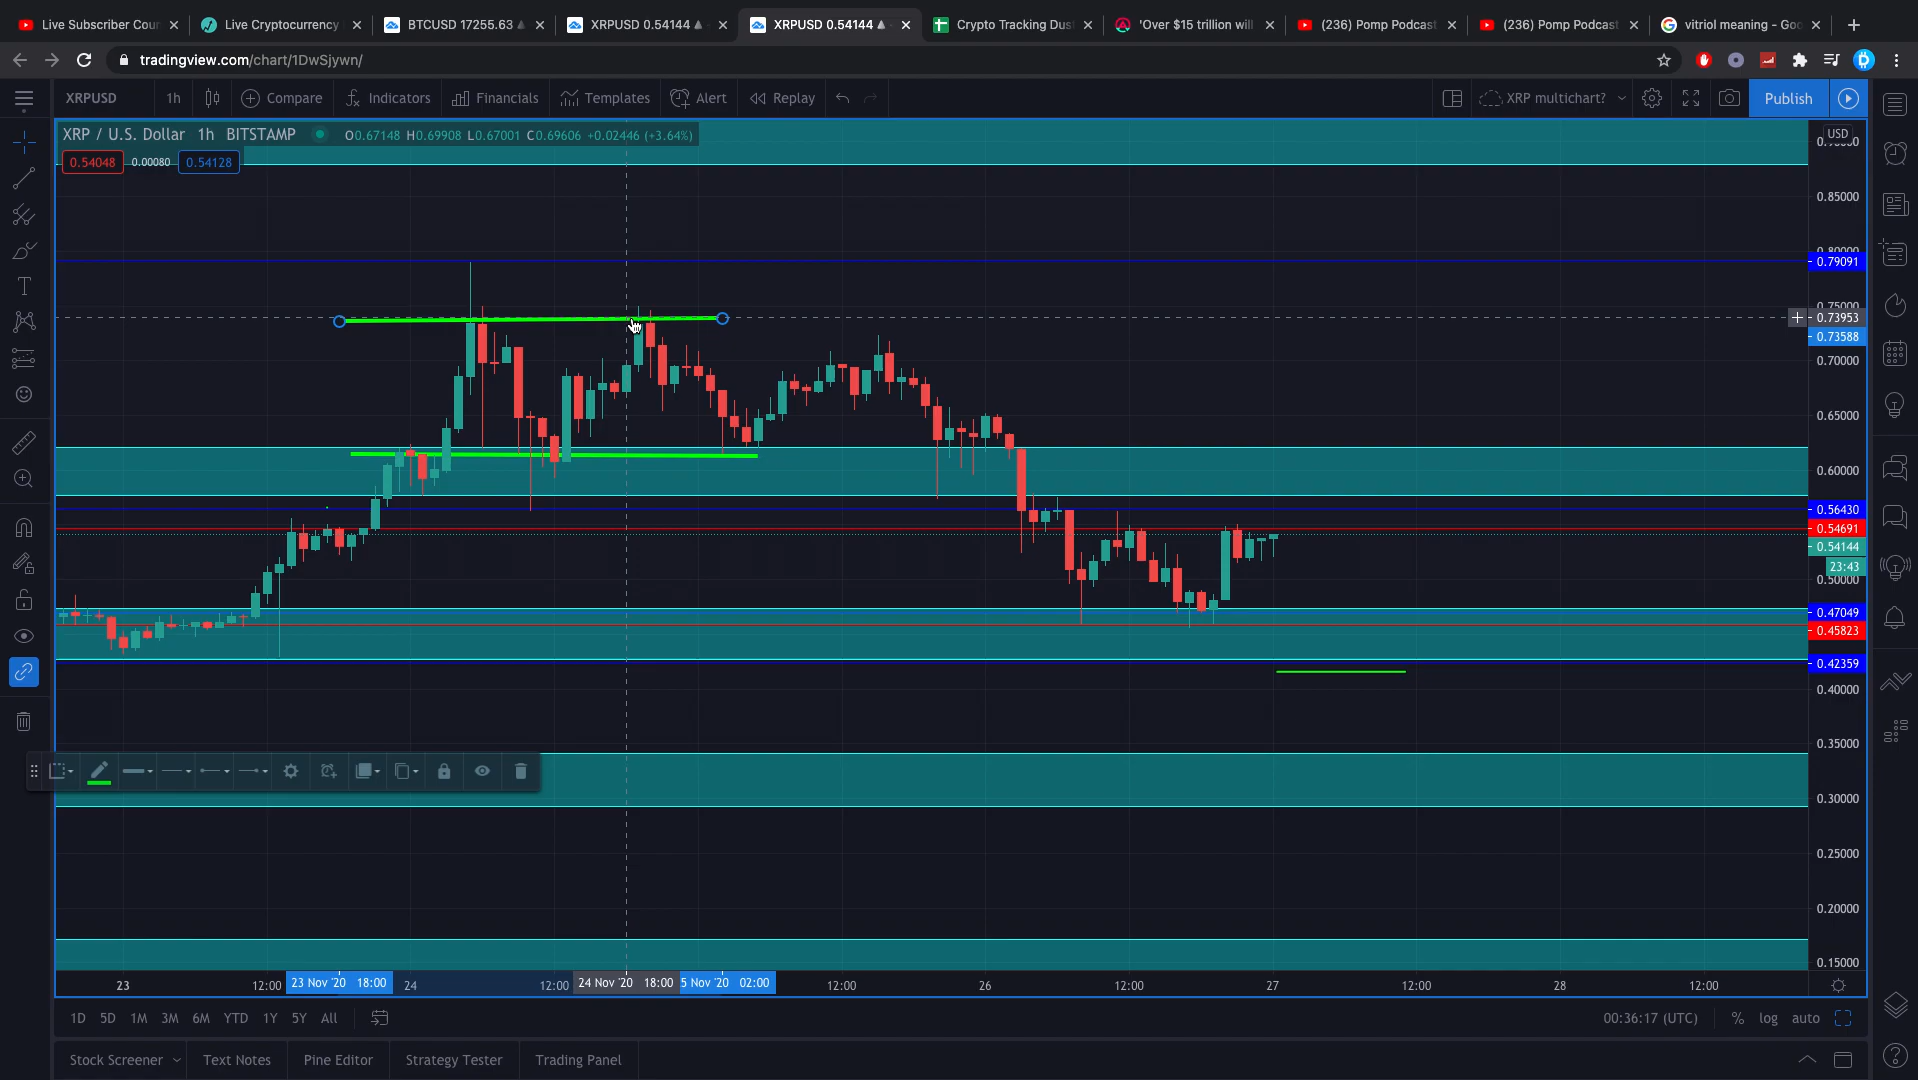 Live Subscriber Cou
Live Cryptocurrency
BTCUSD 17255.63
XRPUSD 0.54144
XRPUSD 0.54144
Crypto Tracking Dus
'Over $15 trillion wil
(236) Pomp Podcast
(236) Pomp Podcast
vitriol meaning - Goo
tradingview.com/chart/1DwSjywn/
XRPUSD 1h Compare Indicators Financials Templates Alert Replay XRP multichart? Publish
XRP / U.S. Dollar 1h BITSTAMP O0.67148 H0.69908 L0.67001 C0.69606 +0.02446 (+3.64%)
USD
0.54048 0.00080 0.54128
0.85000
0.80000
0.79091
0.75000
0.73953
0.73588
0.70000
0.65000
0.60000
0.56430
0.54691
0.54144
23:43
0.50000
0.47049
0.45823
0.42359
0.40000
0.35000
0.30000
0.25000
0.20000
0.15000
23 12:00 23 Nov '20 18:00 24 12:00 24 Nov '20 18:00 5 Nov '20 02:00 12:00 26 12:00 27 12:00 28 12:00
1D 5D 1M 3M 6M YTD 1Y 5Y All 00:36:17 (UTC) % log auto
Stock Screener Text Notes Pine Editor Strategy Tester Trading Panel